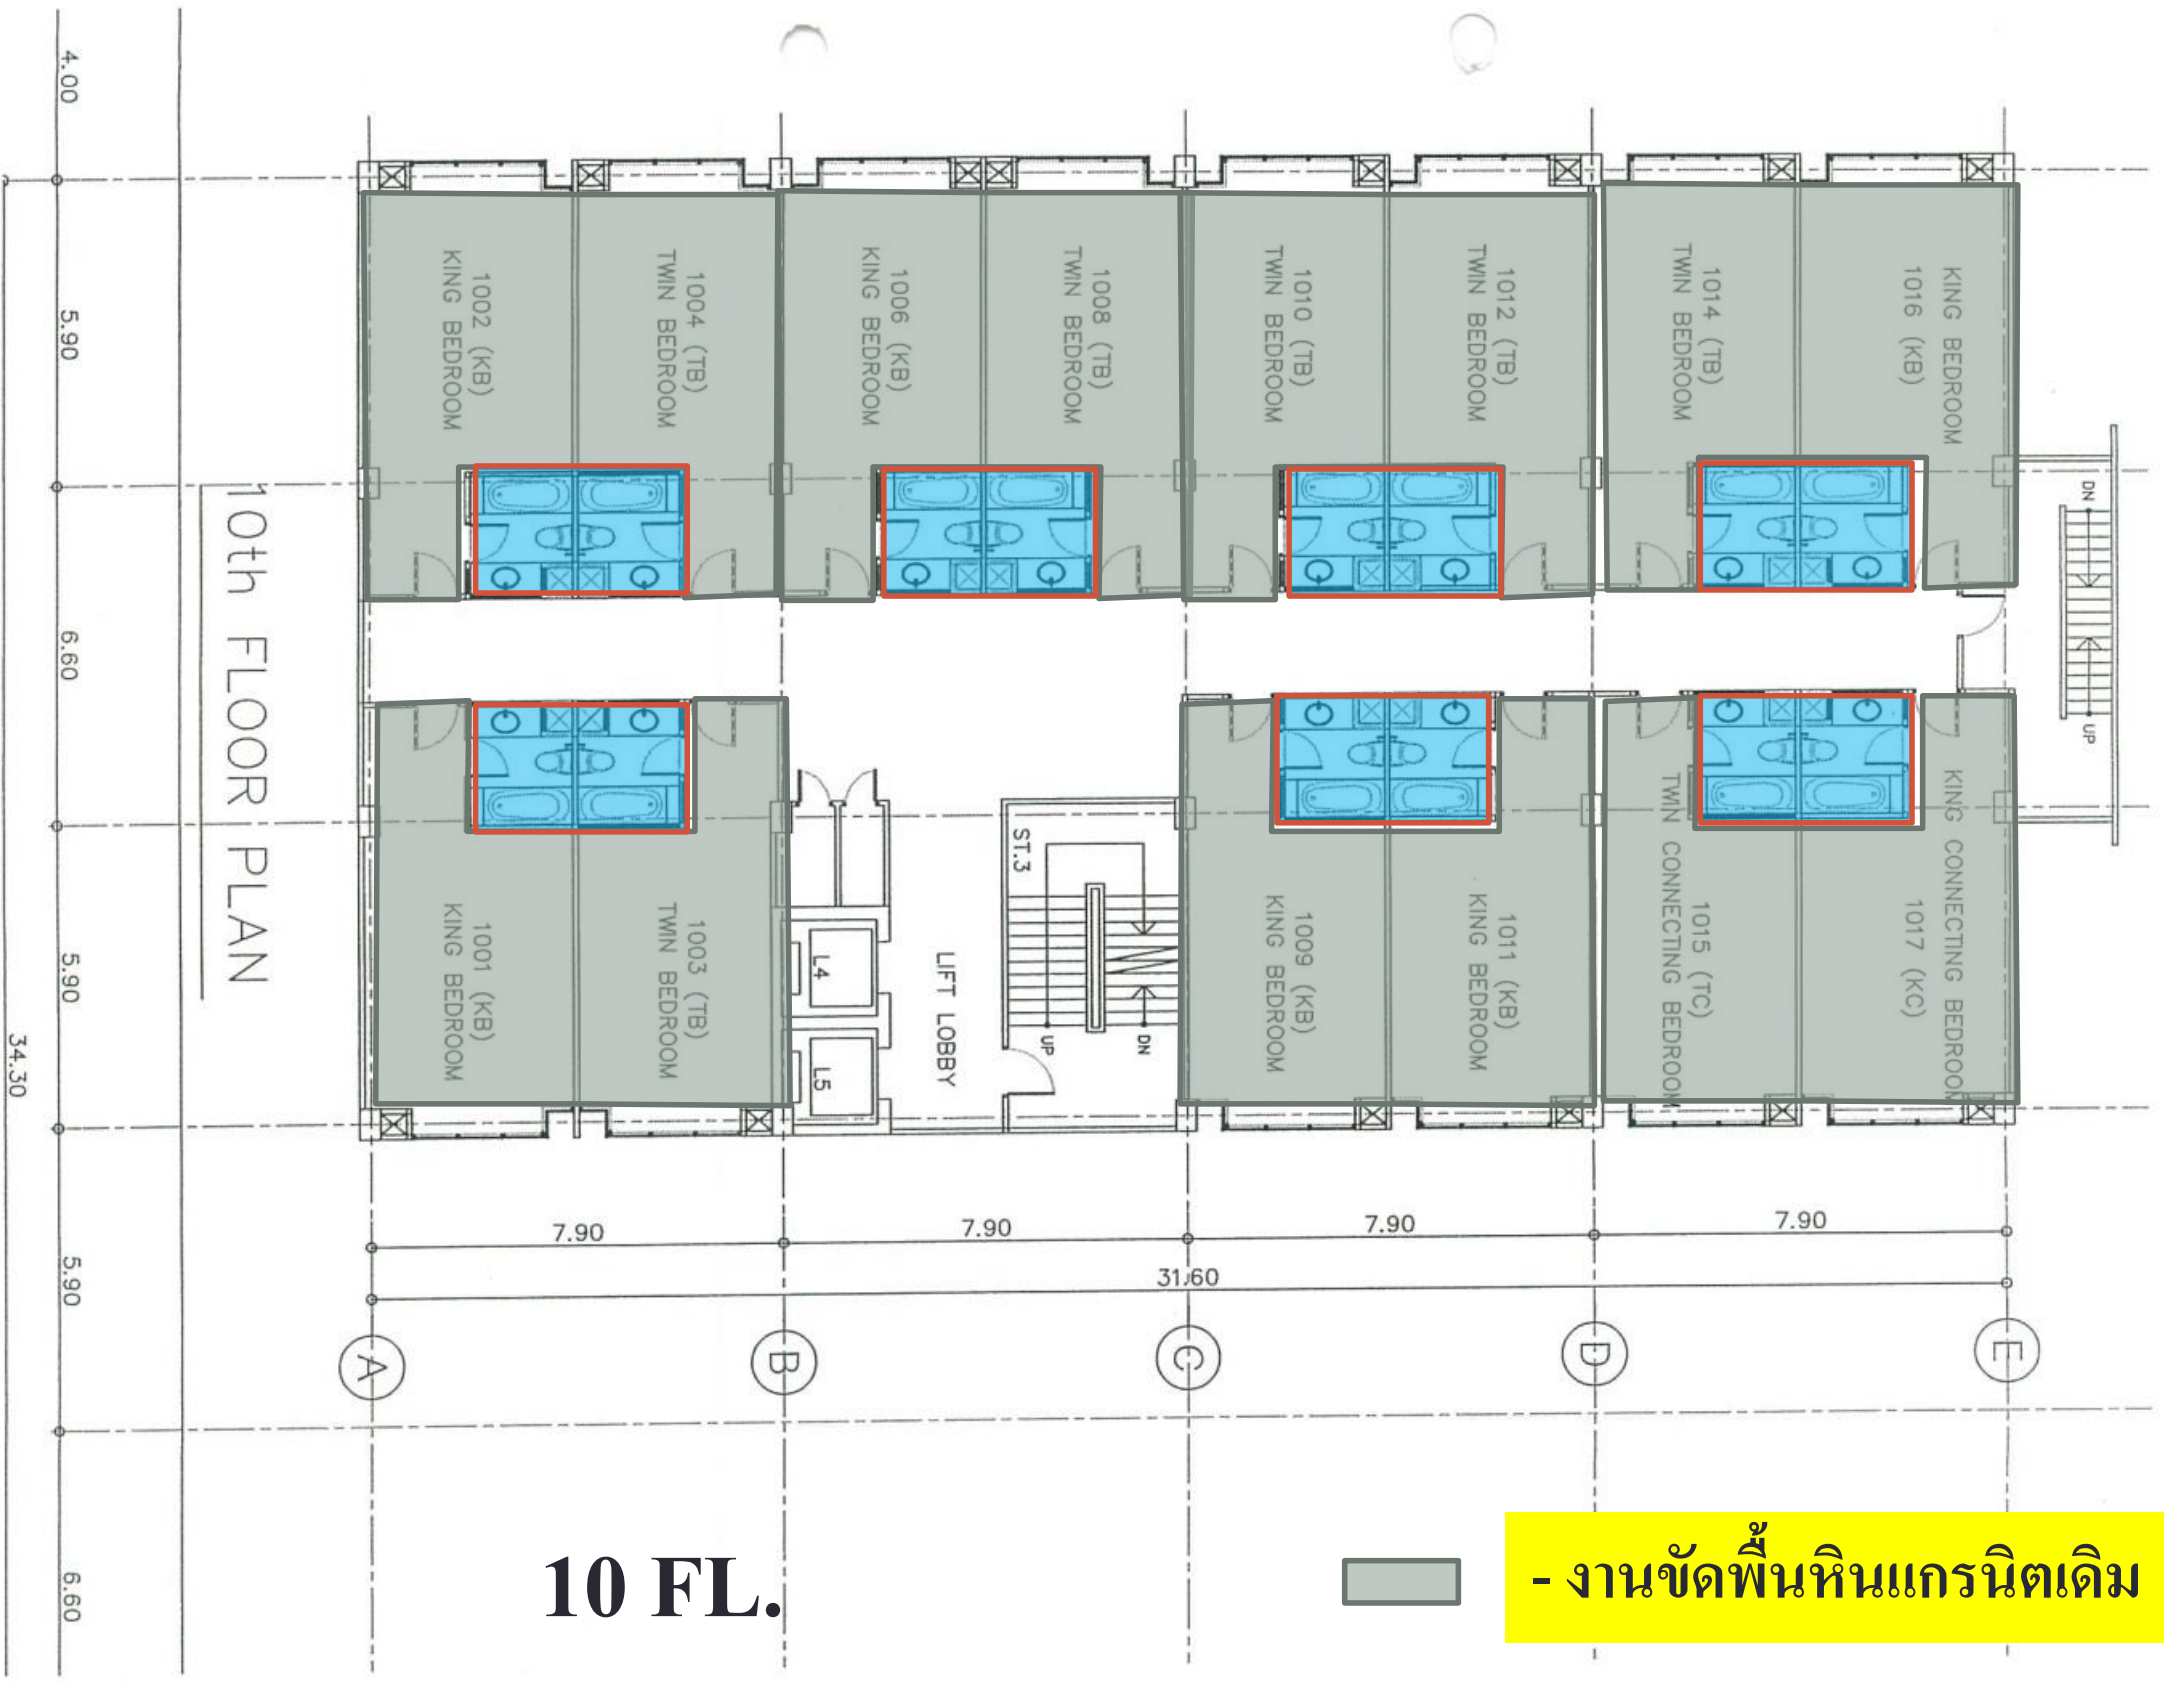 4.00
5.90
6.60
5.90
5.90
6.60
34.30
10th FLOOR PLAN
1002 (KB)
KING BEDROOM
1004 (TB)
TWIN BEDROOM
1006 (KB)
KING BEDROOM
1008 (TB)
TWIN BEDROOM
1010 (TB)
TWIN BEDROOM
1012 (TB)
TWIN BEDROOM
1014 (TB)
TWIN BEDROOM
KING BEDROOM
1016 (KB)
DN
UP
1001 (KB)
KING BEDROOM
1003 (TB)
TWIN BEDROOM
L4
L5
LIFT LOBBY
ST.3
UP
DN
1009 (KB)
KING BEDROOM
1011 (KB)
KING BEDROOM
1015 (TC)
TWIN CONNECTING BEDROOM
KING CONNECTING BEDROOM
1017 (KC)
7.90
7.90
7.90
7.90
31.60
A
B
C
D
E
10 FL.
- งานขัดพื้นหินแกรนิตเดิม